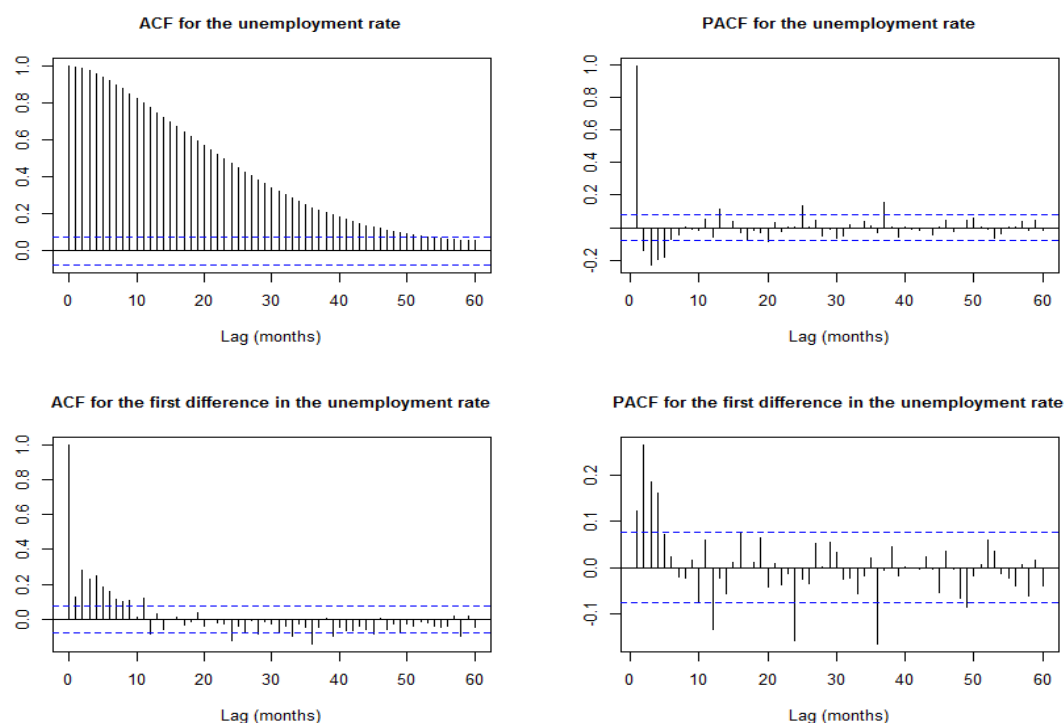 ACF for the unemployment rate
1.0
0.8
0.6
0.4
0.2
0.0
0 10 20 30 40 50 60
Lag (months)
PACF for the unemployment rate
1.0
0.8
0.6
0.4
0.2
-0.2
0 10 20 30 40 50 60
Lag (months)
ACF for the first difference in the unemployment rate
1.0
0.8
0.6
0.4
0.2
0.0
0 10 20 30 40 50 60
Lag (months)
PACF for the first difference in the unemployment rate
0.2
0.1
0.0
-0.1
0 10 20 30 40 50 60
Lag (months)